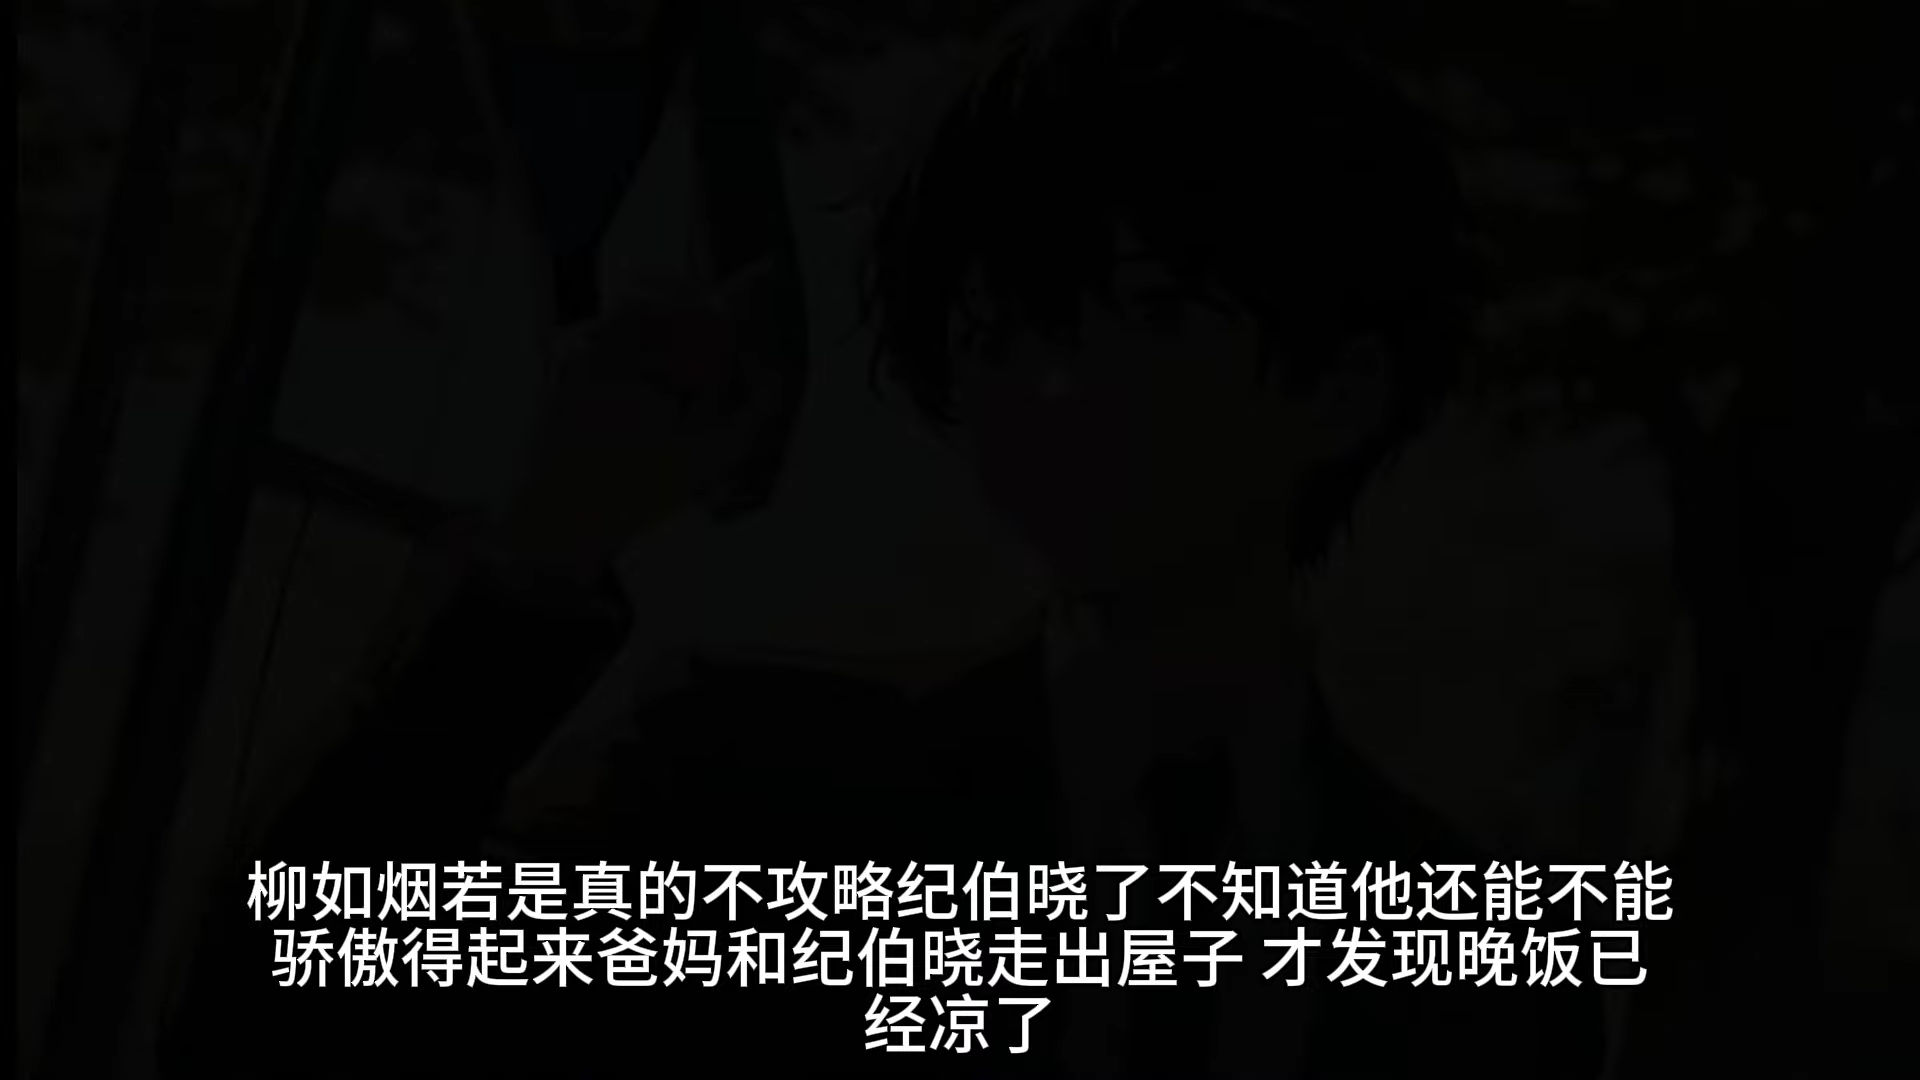 柳如烟若是真的不攻略纪伯晓了不知道他还能不能
骄傲得起来爸妈和纪伯晓走出屋子 才发现晚饭已
经凉了